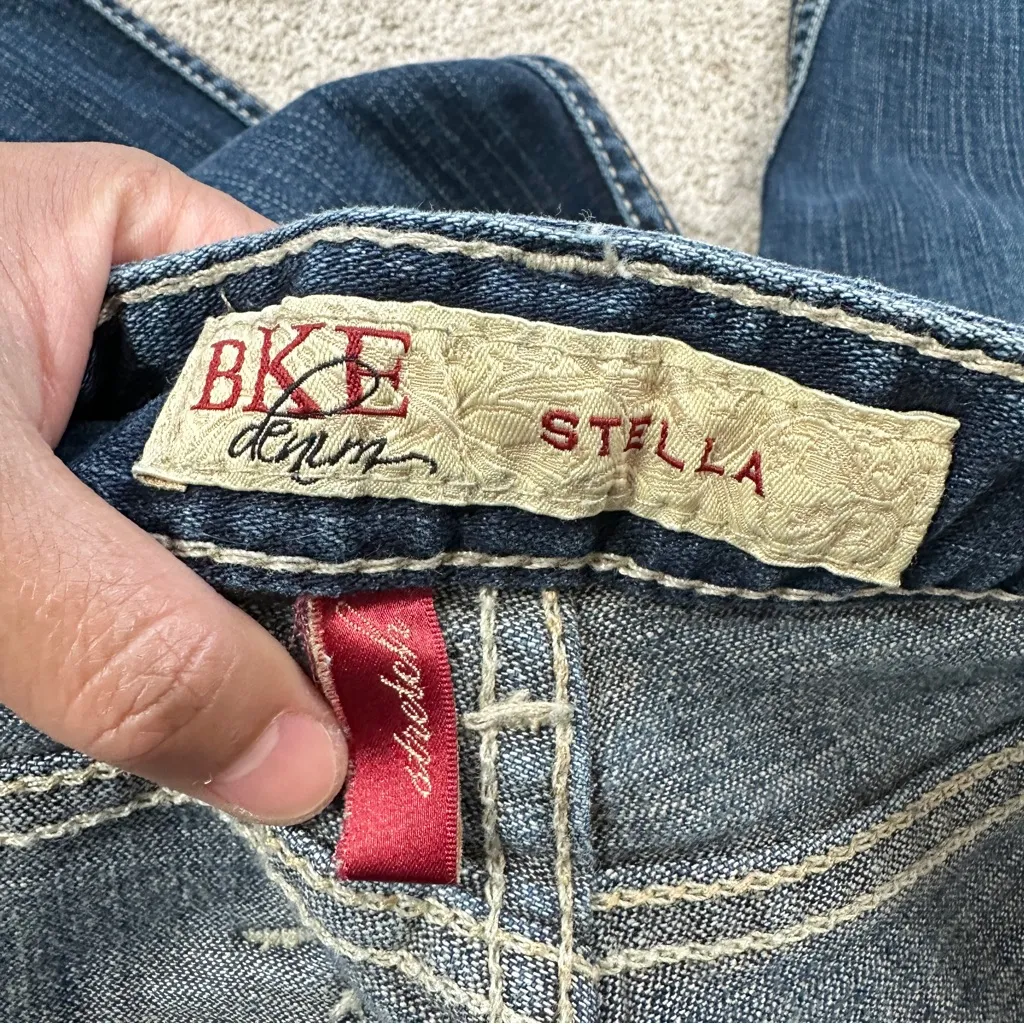 BKE
denim
STELLA
stretch